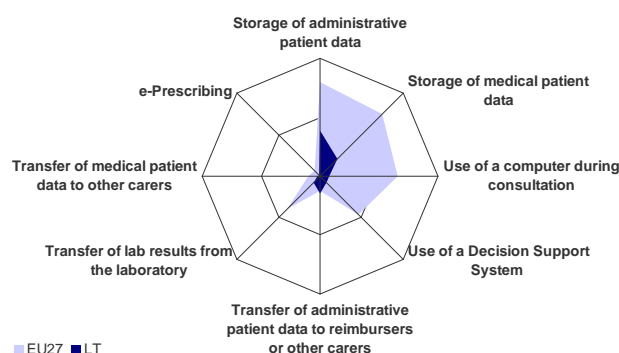 Storage of administrative
patient data
Storage of medical patient
data
Use of a computer during
consultation
Use of a Decision Support
System
Transfer of administrative
patient data to reimbursers
or other carers
Transfer of lab results from
the laboratory
Transfer of medical patient
data to other carers
e-Prescribing
EU27 LT